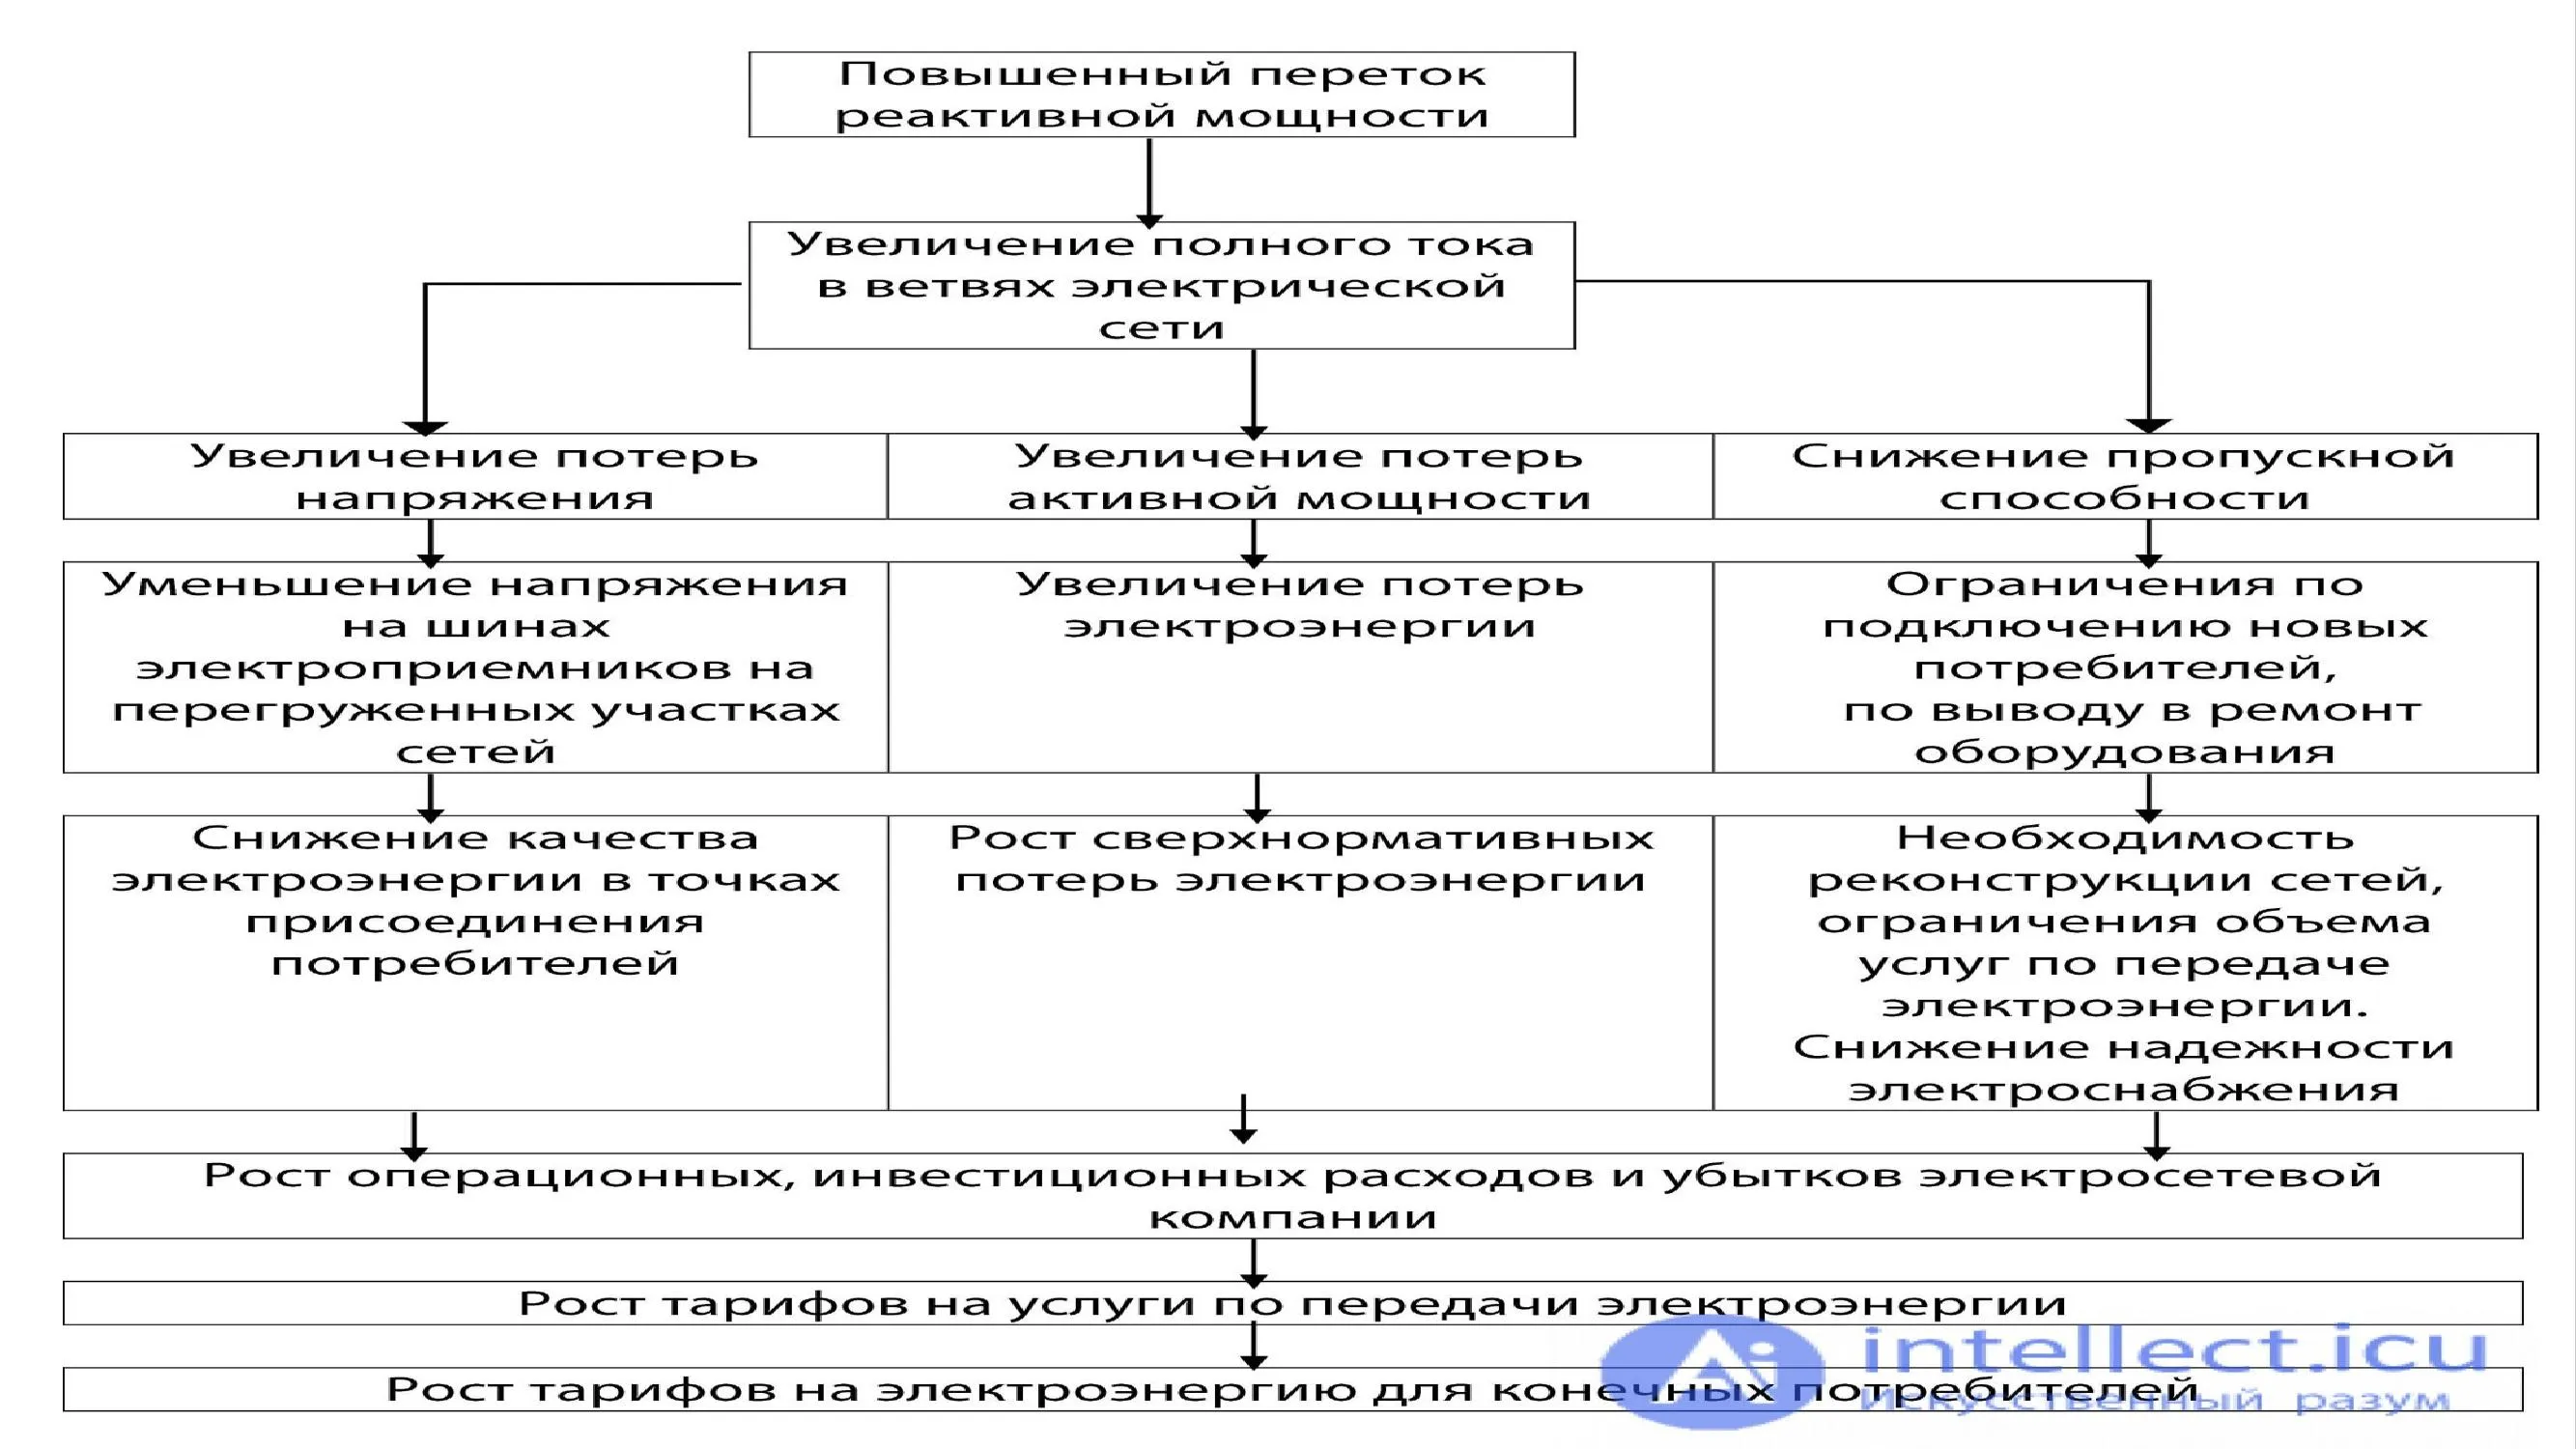 Повышенный переток
реактивной мощности
Увеличение полного тока
в ветвях электрической
сети
Увеличение потерь
напряжения
Увеличение потерь
активной мощности
Снижение пропускной
способности
Уменьшение напряжения
на шинах
электроприемников на
перегруженных участках
сетей
Увеличение потерь
электроэнергии
Ограничения по
подключению новых
потребителей,
по выводу в ремонт
оборудования
Снижение качества
электроэнергии в точках
присоединения
потребителей
Рост сверхнормативных
потерь электроэнергии
Необходимость
реконструкции сетей,
ограничения объема
услуг по передаче
электроэнергии.
Снижение надежности
электроснабжения
Рост операционных, инвестиционных расходов и убытков электросетевой
компании
Рост тарифов на услуги по передачи электроэнергии
Рост тарифов на электроэнергию для конечных потребителей
Ai intellect.icu
Искусственный разум